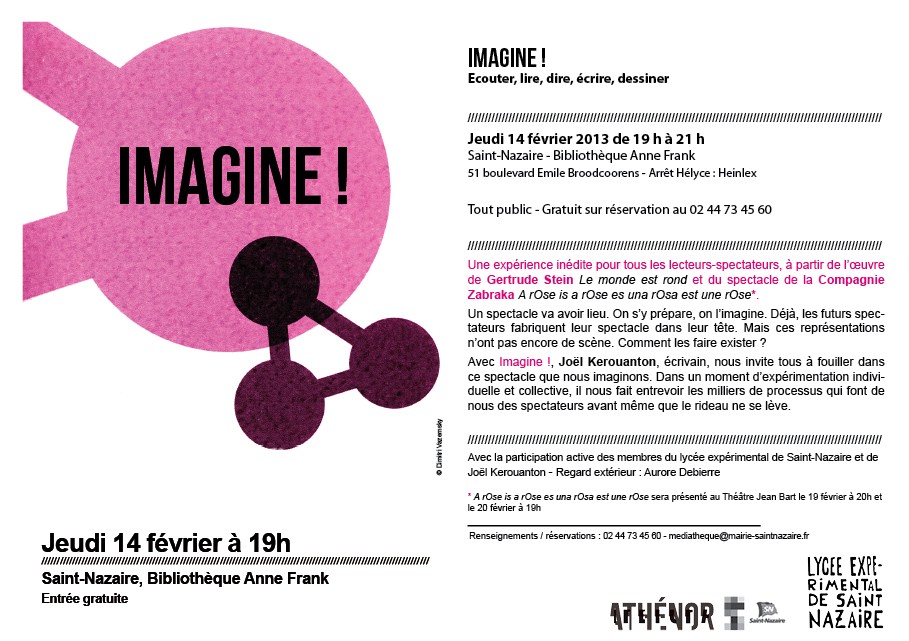 IMAGINE !
Jeudi 14 février à 19h
////////////////////////////////////////////////////////////////////////////////////////////////////
Saint-Nazaire, Bibliothèque Anne Frank
Entrée gratuite
© Dimitri Vazemsky
IMAGINE !
Ecouter, lire, dire, écrire, dessiner
////////////////////////////////////////////////////////////////////////////////////////////////////
Jeudi 14 février 2013 de 19 h à 21 h
Saint-Nazaire - Bibliothèque Anne Frank
51 boulevard Emile Broodcoorens - Arrêt Hélyce : Heinlex
Tout public - Gratuit sur réservation au 02 44 73 45 60
////////////////////////////////////////////////////////////////////////////////////////////////////
Une expérience inédite pour tous les lecteurs-spectateurs, à partir de l’œuvre
de Gertrude Stein Le monde est rond et du spectacle de la Compagnie
Zabraka A rOse is a rOse es una rOsa est une rOse*.
Un spectacle va avoir lieu. On s’y prépare, on l’imagine. Déjà, les futurs spec-
tateurs fabriquent leur spectacle dans leur tête. Mais ces représentations
n’ont pas encore de scène. Comment les faire exister ?
Avec Imagine !, Joël Kerouanton, écrivain, nous invite tous à fouiller dans
ce spectacle que nous imaginons. Dans un moment d’expérimentation indivi-
duelle et collective, il nous fait entrevoir les milliers de processus qui font de
nous des spectateurs avant même que le rideau ne se lève.
////////////////////////////////////////////////////////////////////////////////////////////////////
Avec la participation active des membres du lycée expérimental de Saint-Nazaire et de
Joël Kerouanton - Regard extérieur : Aurore Debierre
* A rOse is a rOse es una rOsa est une rOse sera présenté au Théâtre Jean Bart le 19 février à 20h et
le 20 février à 19h
Renseignements / réservations : 02 44 73 45 60 - mediatheque@mairie-saintnazaire.fr
ATHÉNOR
SN
Saint-Nazaire
LYCEE EXPE-
RIMENTAL
DE SAINT
NAZAIRE